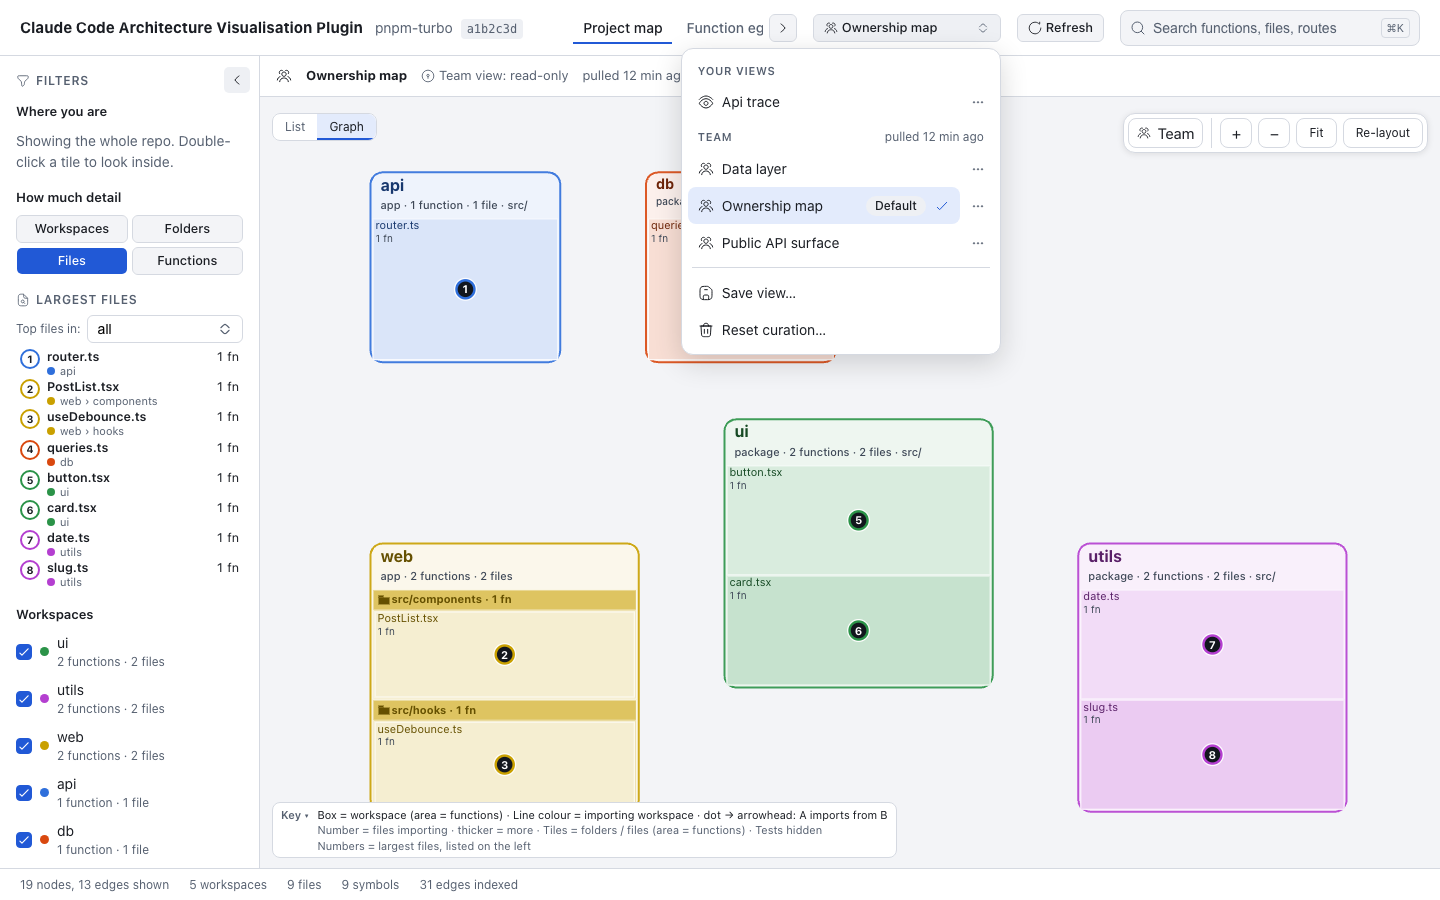 Claude Code Architecture Visualisation Plugin pnpm-turbo a1b2c3d
Project map Function eg
Ownership map
Refresh
Search functions, files, routes ⌘K
FILTERS
Where you are
Showing the whole repo. Double-
click a tile to look inside.
How much detail
Workspaces Folders
Files Functions
LARGEST FILES
Top files in: all
1 router.ts 1 fn
api
2 PostList.tsx 1 fn
web › components
3 useDebounce.ts 1 fn
web › hooks
4 queries.ts 1 fn
db
5 button.tsx 1 fn
ui
6 card.tsx 1 fn
ui
7 date.ts 1 fn
utils
8 slug.ts 1 fn
utils
Workspaces
ui
2 functions · 2 files
utils
2 functions · 2 files
web
2 functions · 2 files
api
1 function · 1 file
db
1 function · 1 file
Ownership map Team view: read-only pulled 12 min ag
List Graph
YOUR VIEWS
Api trace ...
TEAM pulled 12 min ago
Data layer ...
Ownership map Default ...
Public API surface ...
Save view...
Reset curation...
Team + − Fit Re-layout
api
app · 1 function · 1 file · src/
router.ts
1 fn
1
db
packa
querie
1 fn
ui
package · 2 functions · 2 files · src/
button.tsx
1 fn
5
card.tsx
1 fn
6
web
app · 2 functions · 2 files
src/components · 1 fn
PostList.tsx
1 fn
2
src/hooks · 1 fn
useDebounce.ts
1 fn
3
utils
package · 2 functions · 2 files · src/
date.ts
1 fn
7
slug.ts
1 fn
8
Key ▾ Box = workspace (area = functions) · Line colour = importing workspace · dot → arrowhead: A imports from B
Number = files importing · thicker = more · Tiles = folders / files (area = functions) · Tests hidden
Numbers = largest files, listed on the left
19 nodes, 13 edges shown 5 workspaces 9 files 9 symbols 31 edges indexed